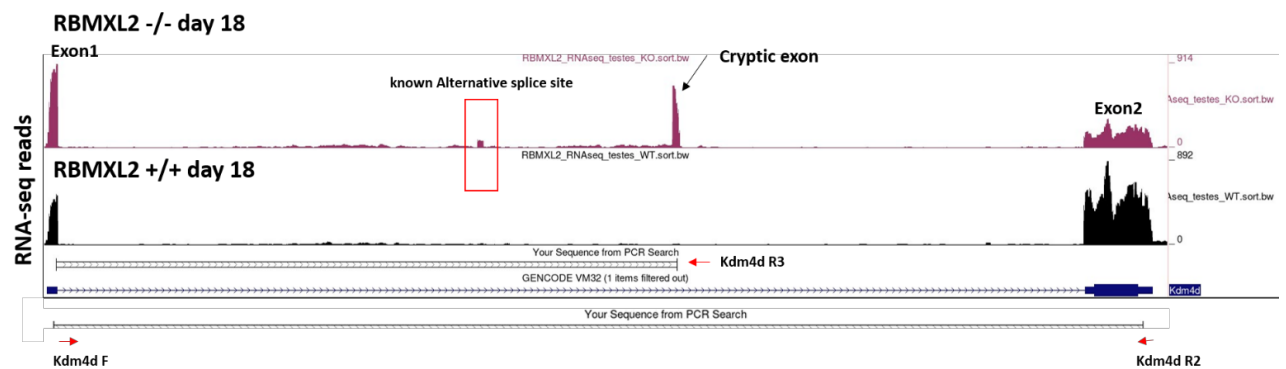 RBMXL2 -/- day 18
Exon1
RBMXL2_RNAseq_testes_KO.sort.bw
Cryptic exon
914
known Alternative splice site
Aseq_testes_KO.sort.bw
Exon2
0
RNA-seq reads
RBMXL2_RNAseq_testes_WT.sort.bw
892
RBMXL2 +/+ day 18
Aseq_testes_WT.sort.bw
0
Your Sequence from PCR Search
Kdm4d R3
GENCODE VM32 (1 items filtered out)
Kdm4d
Your Sequence from PCR Search
Kdm4d F
Kdm4d R2